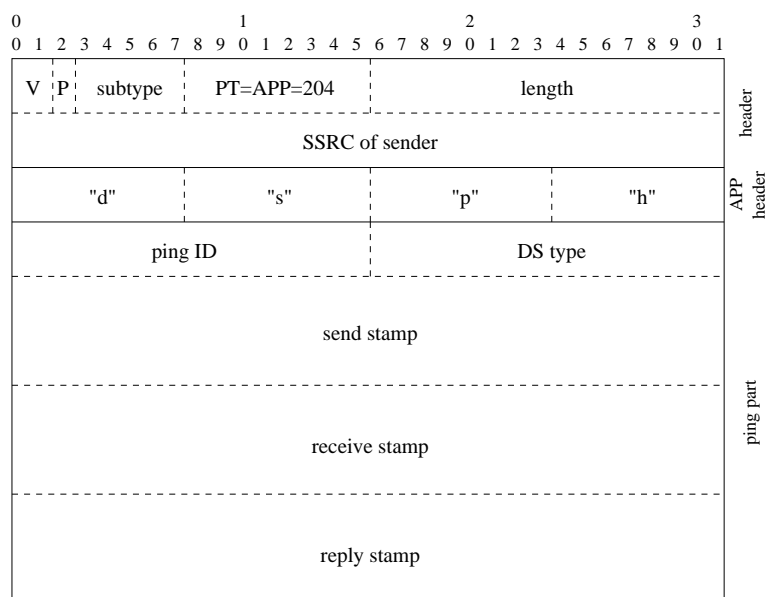 0 1 2 3
0 1 2 3 4 5 6 7 8 9 0 1 2 3 4 5 6 7 8 9 0 1 2 3 4 5 6 7 8 9 0 1
V P subtype PT=APP=204 length
SSRC of sender
header
"d" "s" "p" "h"
APP
header
ping ID DS type
send stamp
receive stamp
reply stamp
ping part